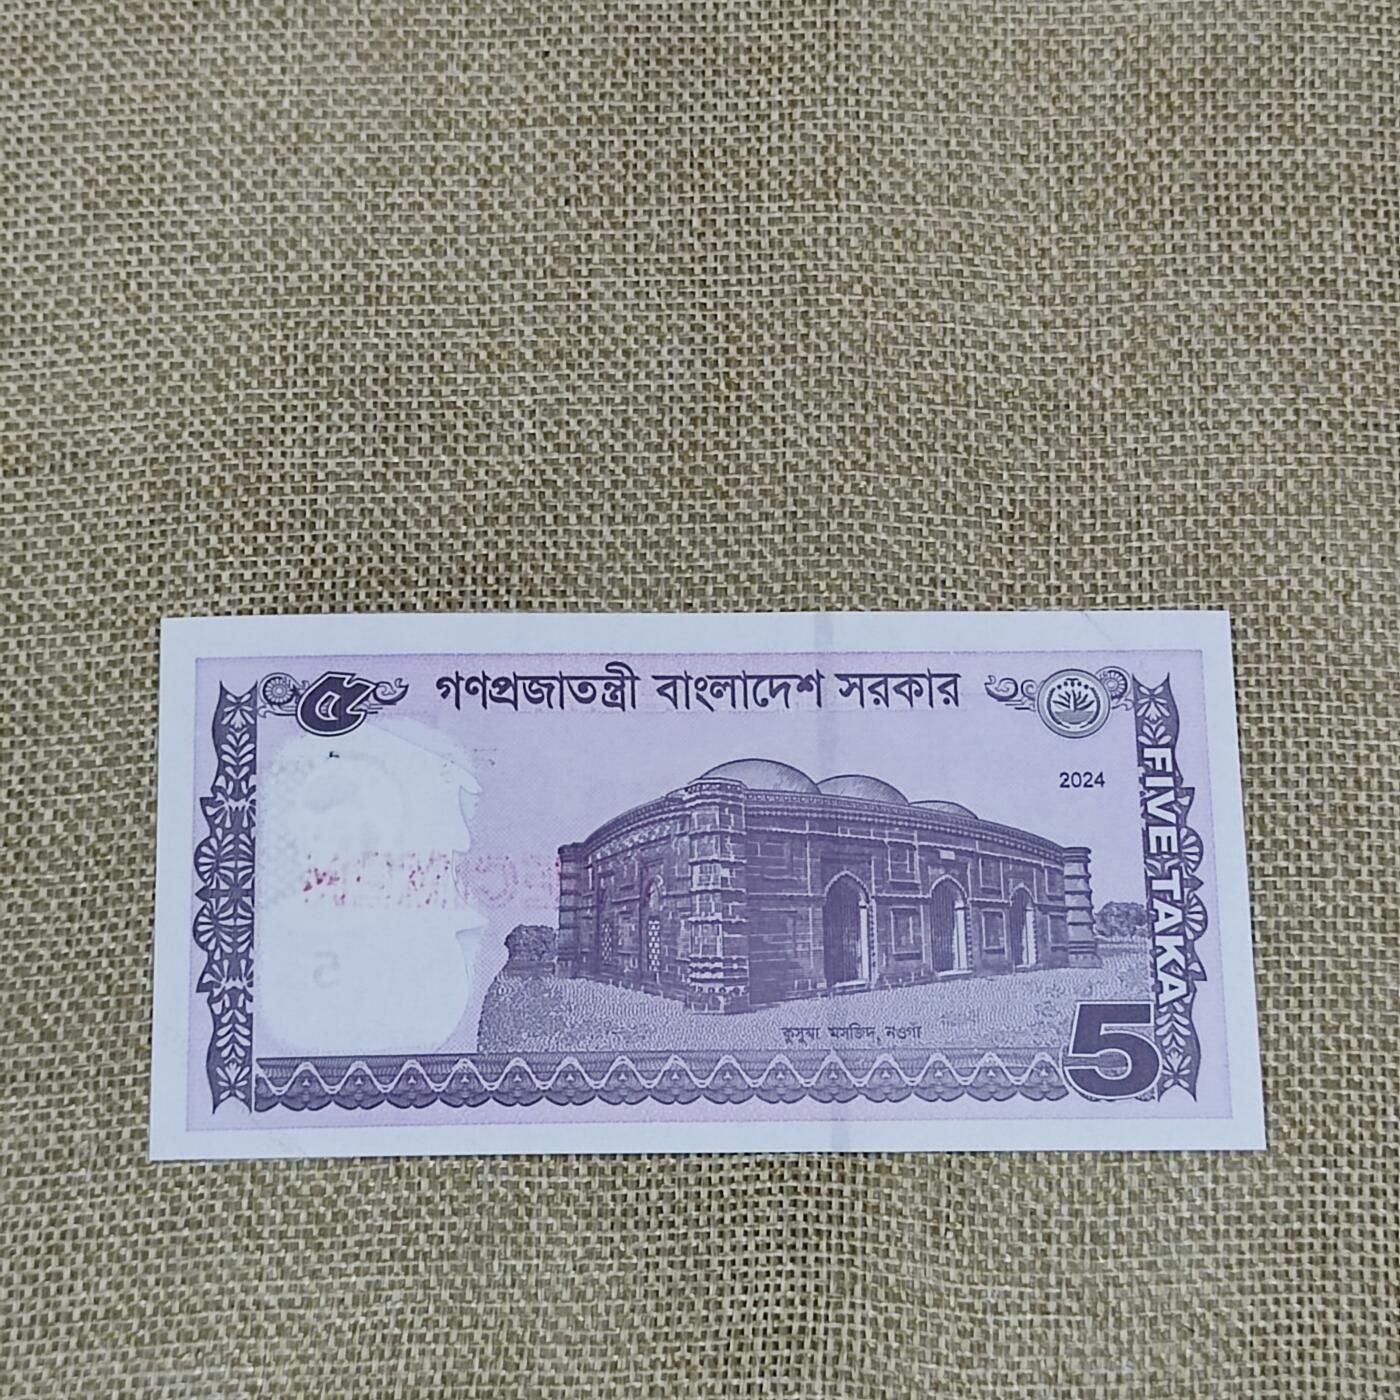 ৫ গণপ্রজাতন্ত্রী বাংলাদেশ সরকার
2024
FIVE TAKA
কুসুম্বা মসজিদ, নওগাঁ
5